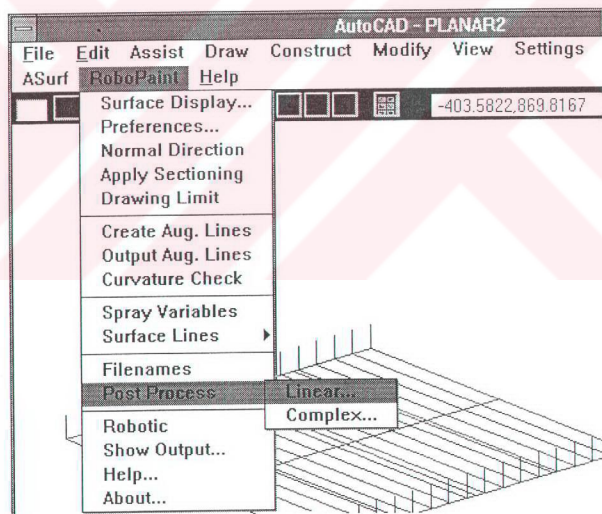 AutoCAD - PLANAR2
File Edit Assist Draw Construct Modify View Settings
ASurf RoboPaint Help
-403.5822,869.8167
Surface Display...
Preferences...
Normal Direction
Apply Sectioning
Drawing Limit
Create Aug. Lines
Output Aug. Lines
Curvature Check
Spray Variables
Surface Lines
Filenames
Post Process
Linear...
Complex...
Robotic
Show Output...
Help...
About...